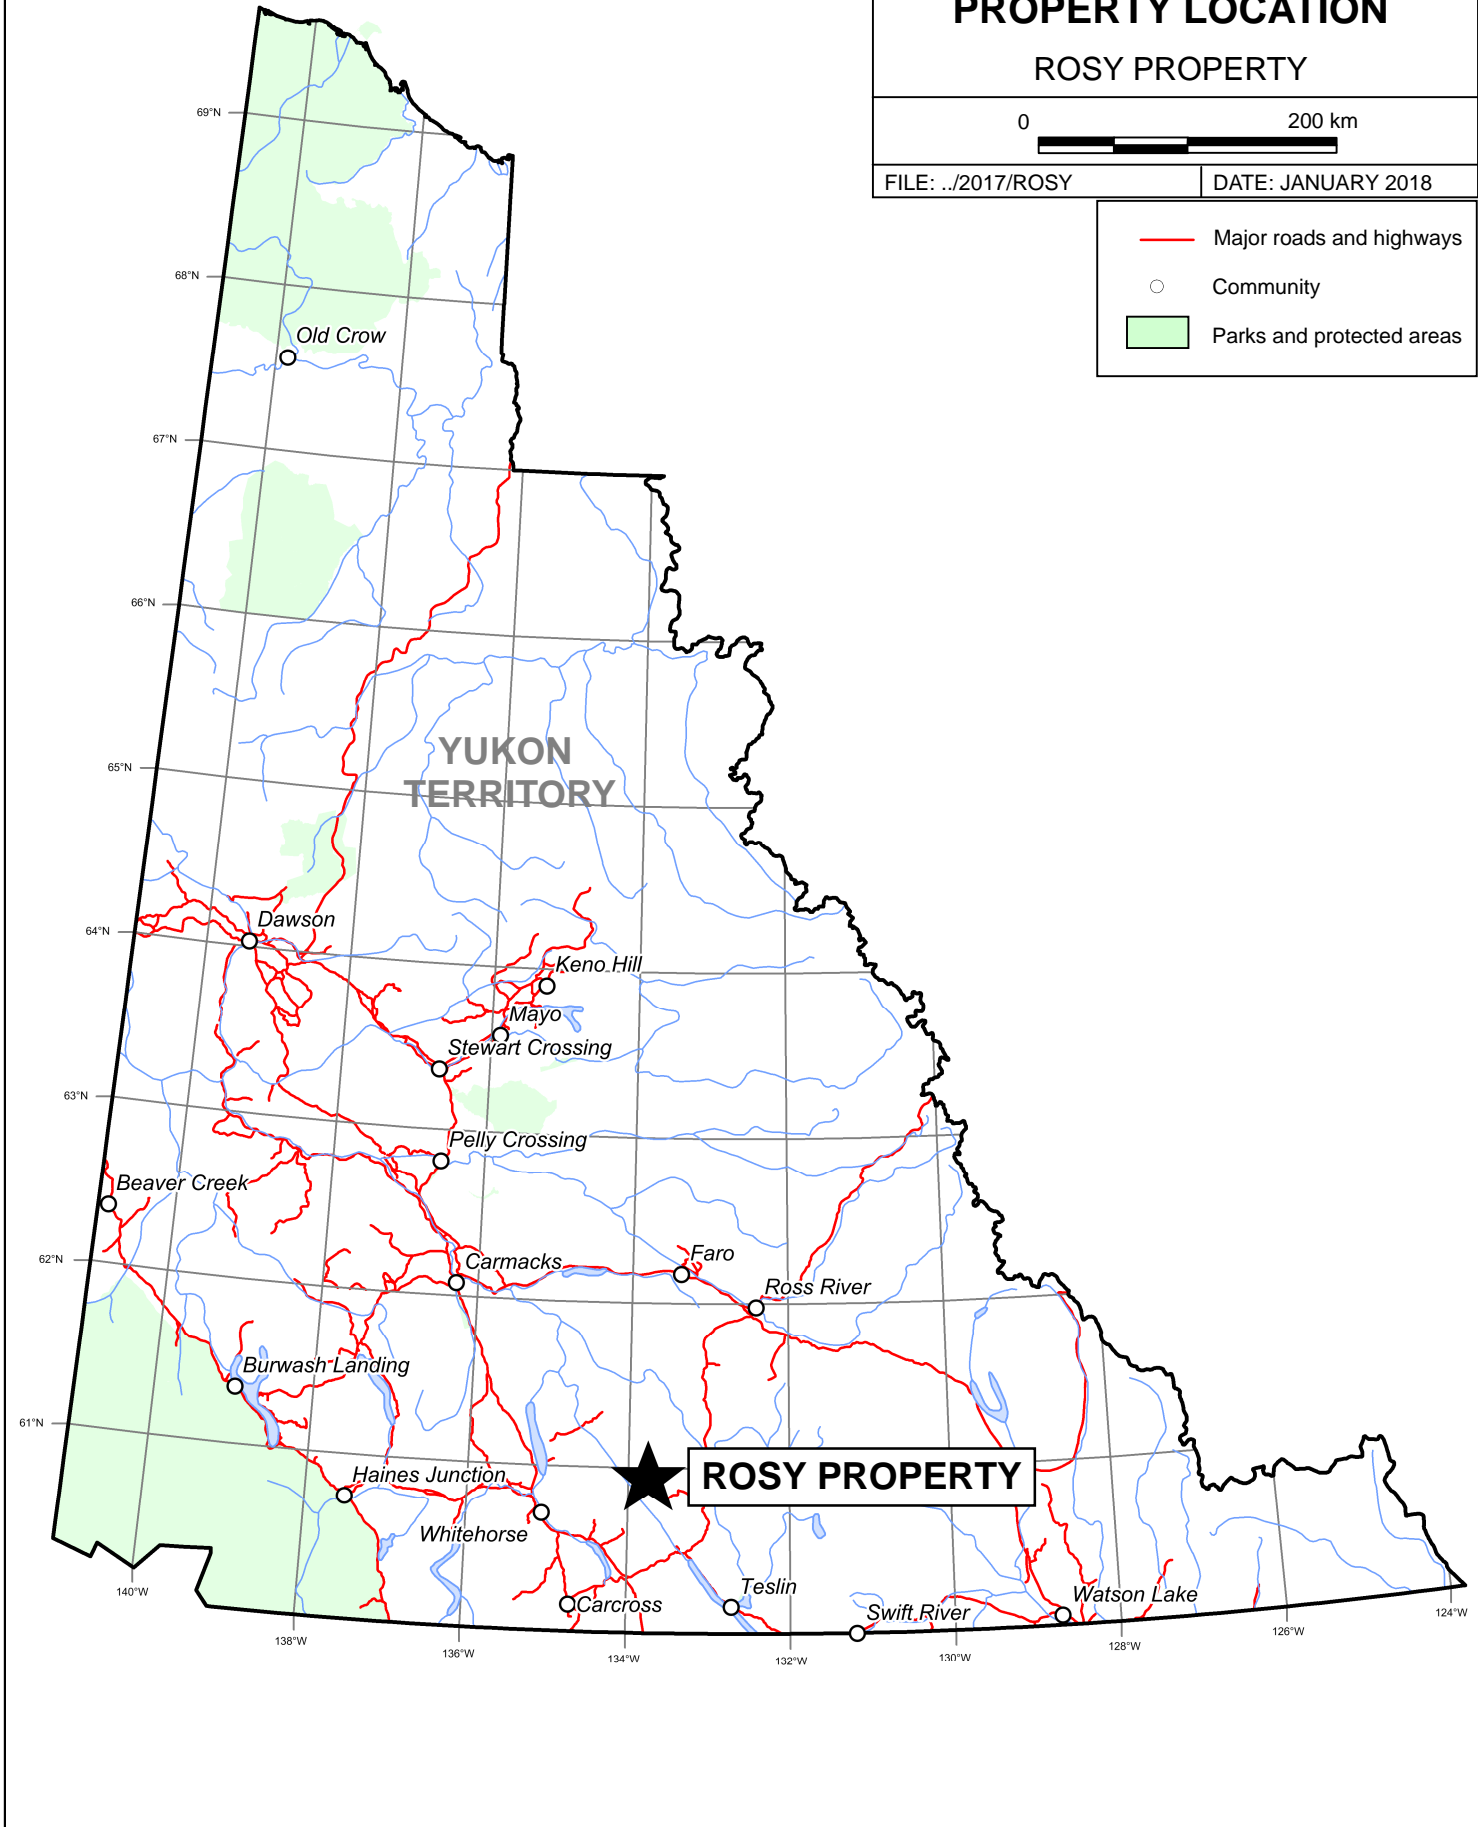 PROPERTY LOCATION
ROSY PROPERTY
0 200 km
FILE: ../2017/ROSY DATE: JANUARY 2018
Major roads and highways
Community
Parks and protected areas
69°N
68°N
Old Crow
67°N
66°N
65°N
YUKON
TERRITORY
64°N
Dawson
Keno Hill
Mayo
Stewart Crossing
63°N
Pelly Crossing
Beaver Creek
62°N
Carmacks
Faro
Ross River
Burwash Landing
61°N
Haines Junction
ROSY PROPERTY
Whitehorse
Teslin
Carcross
Swift River
Watson Lake
140°W
138°W
136°W
134°W
132°W
130°W
128°W
126°W
124°W